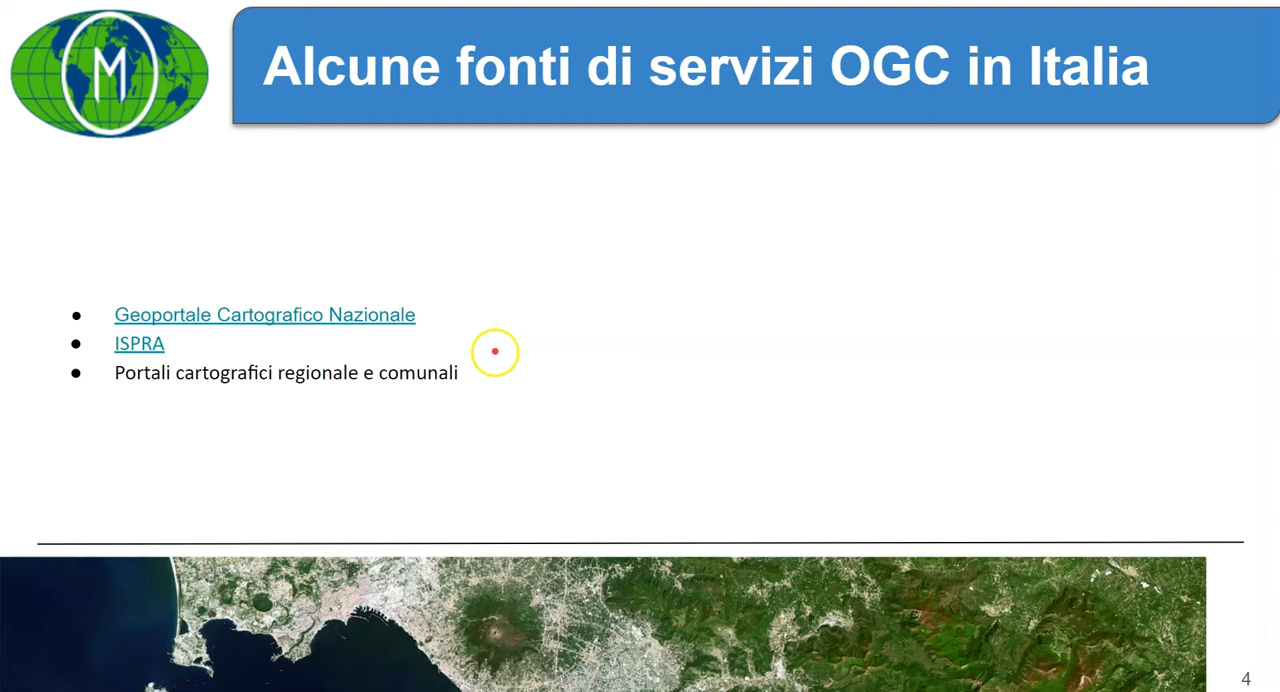 M
Alcune fonti di servizi OGC in Italia
● Geoportale Cartografico Nazionale
● ISPRA
● Portali cartografici regionale e comunali
4